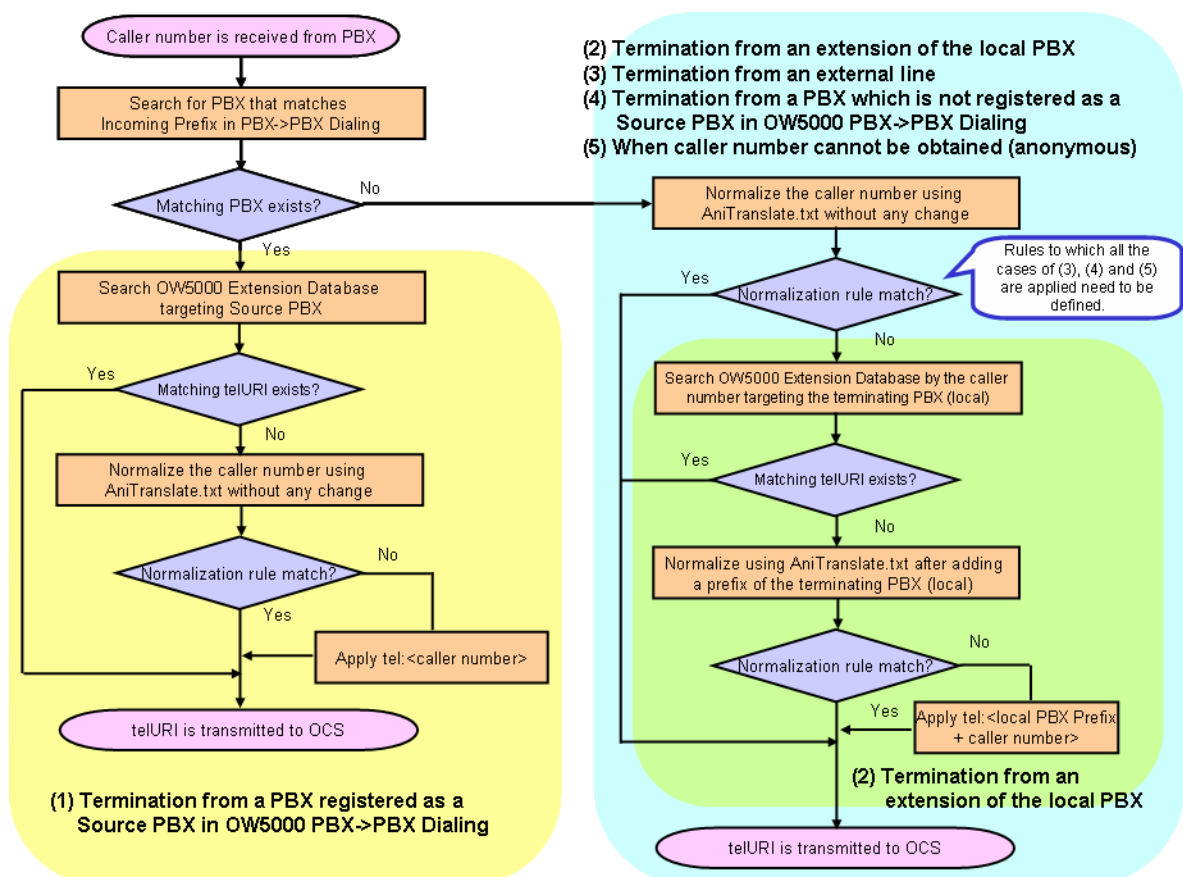 Caller number is received from PBX
Search for PBX that matches
Incoming Prefix in PBX->PBX Dialing
Matching PBX exists?
No
Yes
Search OW5000 Extension Database
targeting Source PBX
Yes
Matching telURI exists?
No
Normalize the caller number using
AniTranslate.txt without any change
No
Normalization rule match?
Yes
Apply tel:<caller number>
telURI is transmitted to OCS
(1) Termination from a PBX registered as a
Source PBX in OW5000 PBX->PBX Dialing
(2) Termination from an extension of the local PBX
(3) Termination from an external line
(4) Termination from a PBX which is not registered as a
Source PBX in OW5000 PBX->PBX Dialing
(5) When caller number cannot be obtained (anonymous)
Normalize the caller number using
AniTranslate.txt without any change
Rules to which all the
cases of (3), (4) and (5)
are applied need to be
defined.
Yes
Normalization rule match?
No
Search OW5000 Extension Database by the caller
number targeting the terminating PBX (local)
Yes
Matching telURI exists?
No
Normalize using AniTranslate.txt after adding
a prefix of the terminating PBX (local)
No
Normalization rule match?
Yes
Apply tel:<local PBX Prefix
+ caller number>
(2) Termination from an
extension of the local PBX
telURI is transmitted to OCS